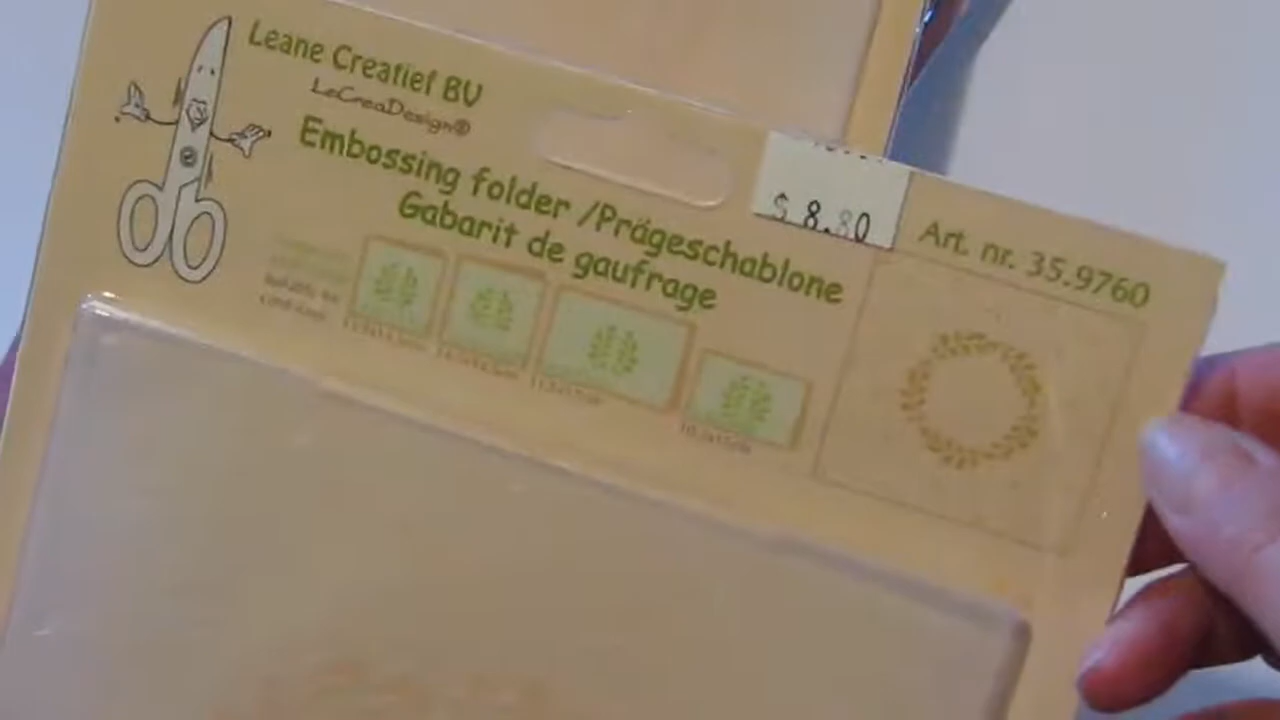 Leane Creatief BV
LeCreaDesign®
Embossing folder /Prägeschablone
Gabarit de gaufrage
$ 8.80
Art. nr. 35.9760